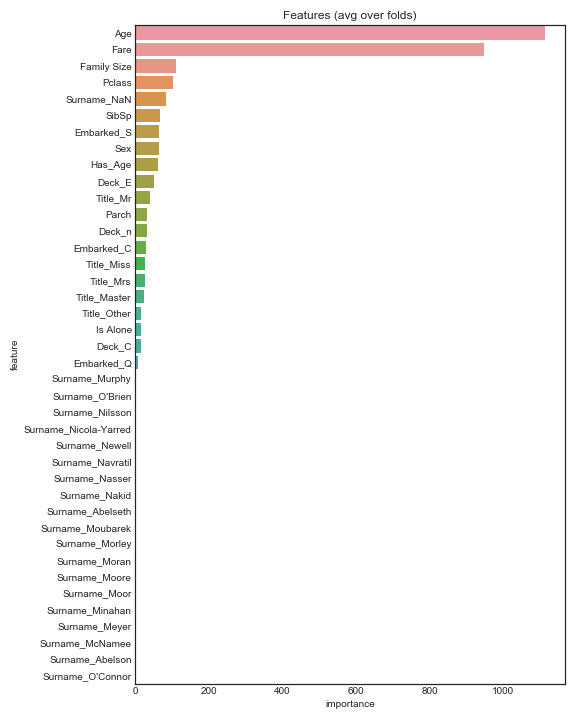 Features (avg over folds)
Age
Fare
Family Size
Pclass
Surname_NaN
SibSp
Embarked_S
Sex
Has_Age
Deck_E
Title_Mr
Parch
Deck_n
Embarked_C
Title_Miss
Title_Mrs
Title_Master
Title_Other
Is Alone
Deck_C
Embarked_Q
Surname_Murphy
Surname_O'Brien
Surname_Nilsson
Surname_Nicola-Yarred
Surname_Newell
Surname_Navratil
Surname_Nasser
Surname_Nakid
Surname_Abelseth
Surname_Moubarek
Surname_Morley
Surname_Moran
Surname_Moore
Surname_Moor
Surname_Minahan
Surname_Meyer
Surname_McNamee
Surname_Abelson
Surname_O'Connor
feature
0 200 400 600 800 1000
importance